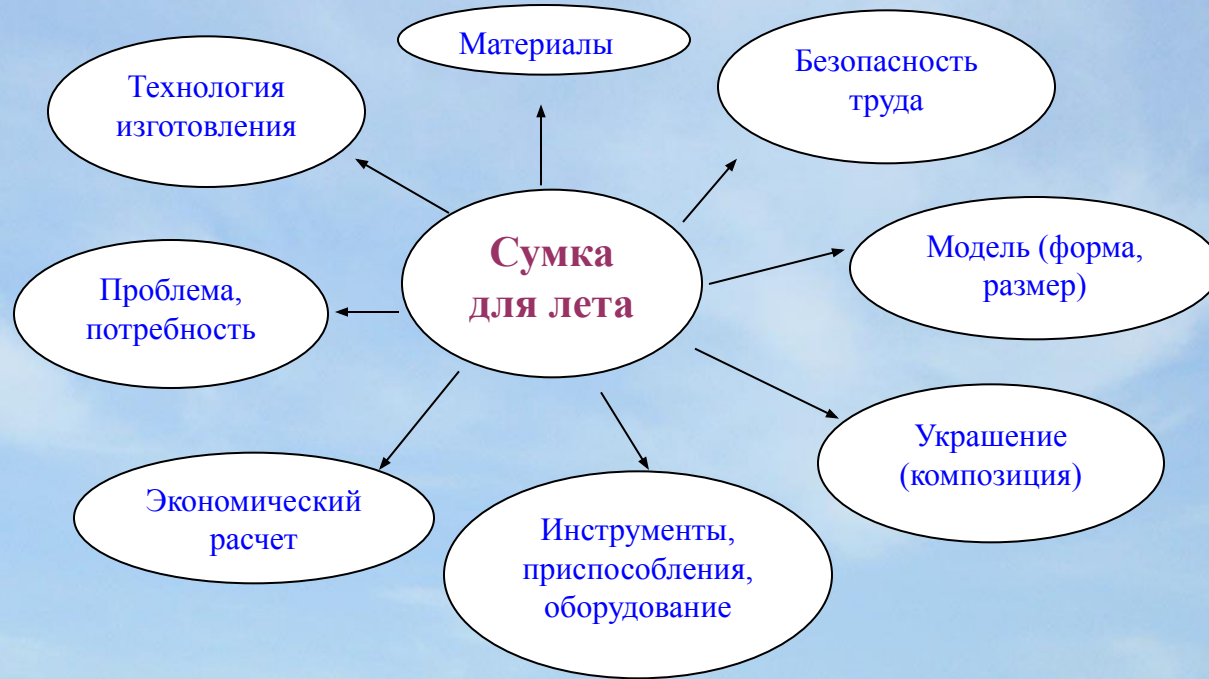 Материалы
Безопасность
труда
Технология
изготовления
Модель (форма,
размер)
Сумка
для лета
Проблема,
потребность
Украшение
(композиция)
Экономический
расчет
Инструменты,
приспособления,
оборудование